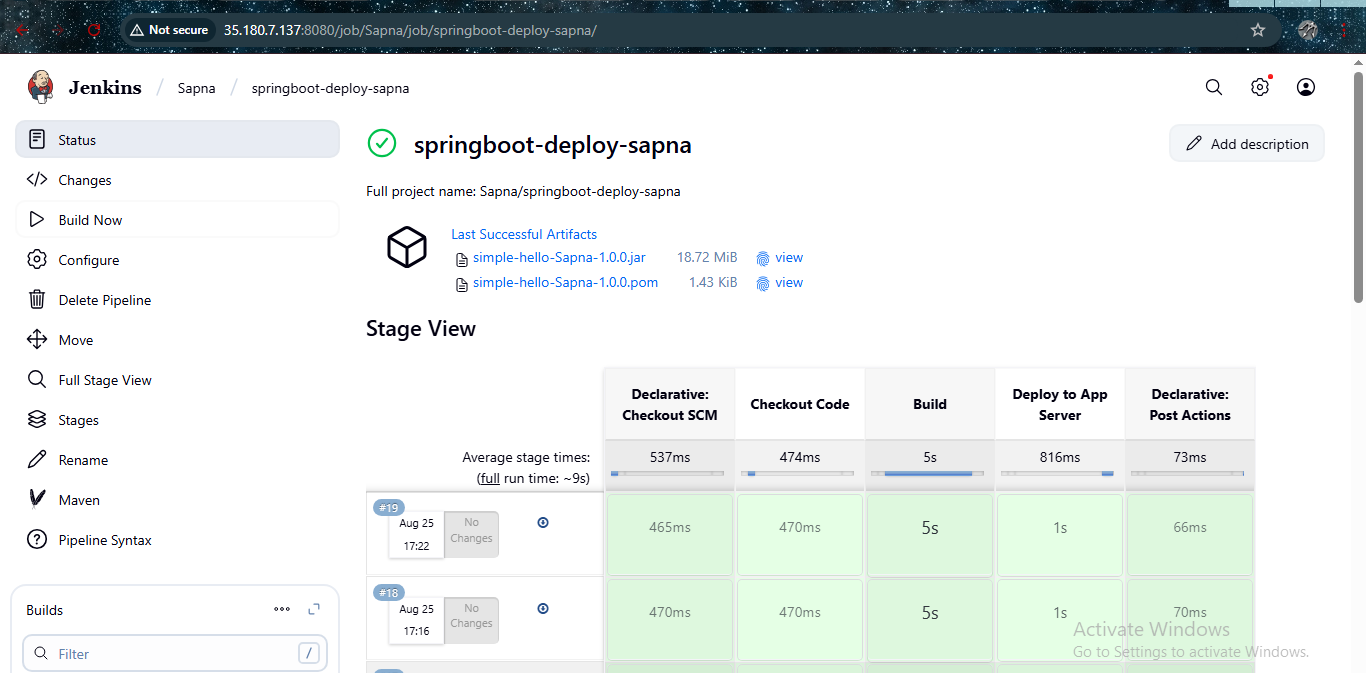 Not secure 35.180.7.137:8080/job/Sapna/job/springboot-deploy-sapna/
Jenkins / Sapna / springboot-deploy-sapna
Status
Changes
Build Now
Configure
Delete Pipeline
Move
Full Stage View
Stages
Rename
Maven
Pipeline Syntax
Builds
Filter /
springboot-deploy-sapna
Add description
Full project name: Sapna/springboot-deploy-sapna
Last Successful Artifacts
simple-hello-Sapna-1.0.0.jar 18.72 MiB view
simple-hello-Sapna-1.0.0.pom 1.43 KiB view
Stage View
Declarative: Checkout SCM
Checkout Code
Build
Deploy to App Server
Declarative: Post Actions
Average stage times:
(full run time: ~9s)
537ms 474ms 5s 816ms 73ms
#19
Aug 25
17:22
No Changes
465ms 470ms 5s 1s 66ms
#18
Aug 25
17:16
No Changes
470ms 470ms 5s 1s 70ms
Activate Windows
Go to Settings to activate Windows.